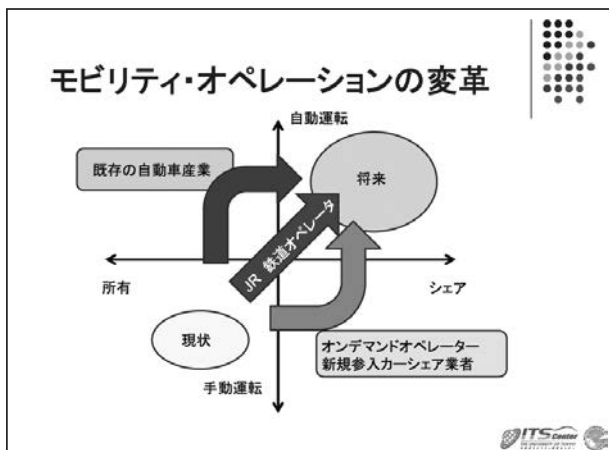 モビリティ・オペレーションの変革
自動運転
既存の自動車産業
将来
JR 鉄道オペレータ
所有
シェア
現状
オンデマンドオペレーター
新規参入カーシェア業者
手動運転
ITS Center